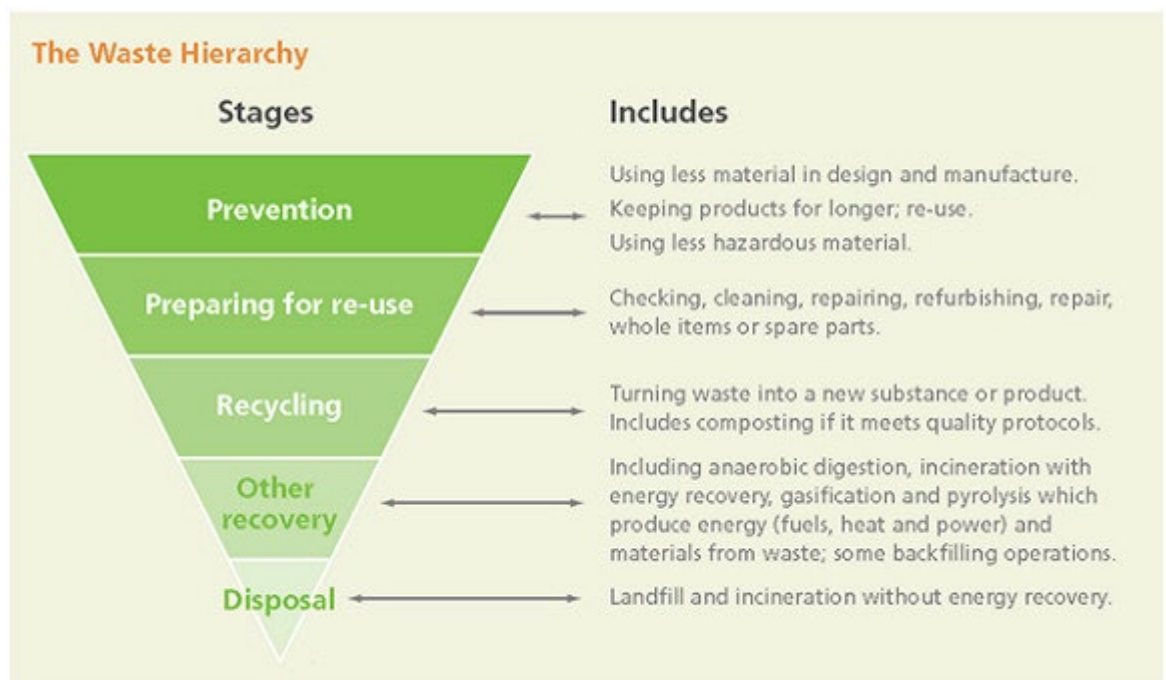 The Waste Hierarchy
Stages
Includes
Prevention
Using less material in design and manufacture.
Keeping products for longer; re-use.
Using less hazardous material.
Preparing for re-use
Checking, cleaning, repairing, refurbishing, repair,
whole items or spare parts.
Recycling
Turning waste into a new substance or product.
Includes composting if it meets quality protocols.
Other
recovery
Including anaerobic digestion, incineration with
energy recovery, gasification and pyrolysis which
produce energy (fuels, heat and power) and
materials from waste; some backfilling operations.
Disposal
Landfill and incineration without energy recovery.